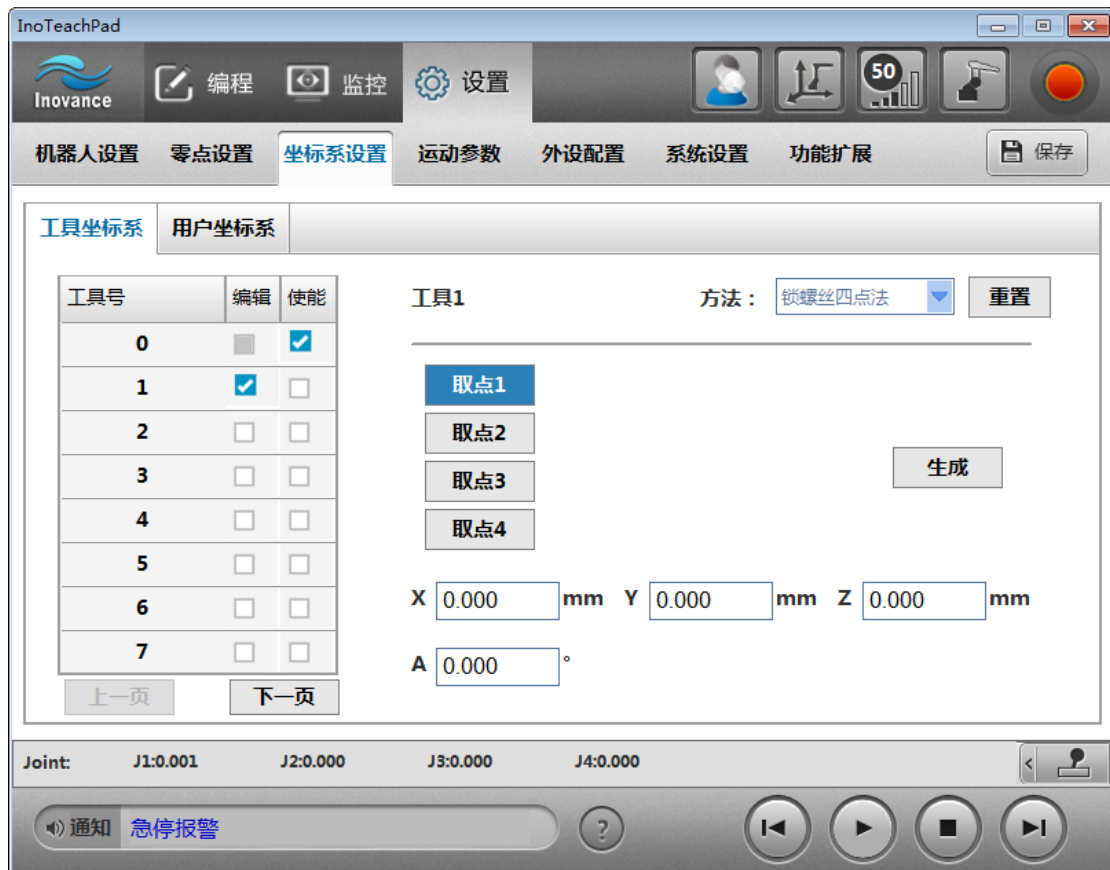 InoTeachPad
Inovance 编程 监控 设置 50
机器人设置 零点设置 坐标系设置 运动参数 外设配置 系统设置 功能扩展 保存
工具坐标系 用户坐标系
工具号 编辑 使能 工具1 方法： 锁螺丝四点法 重置
0
1 取点1
2 取点2
3 取点3 生成
4 取点4
5
6 X 0.000 mm Y 0.000 mm Z 0.000 mm
7 A 0.000 °
上一页 下一页
Joint: J1:0.001 J2:0.000 J3:0.000 J4:0.000 <
通知 急停报警 ?